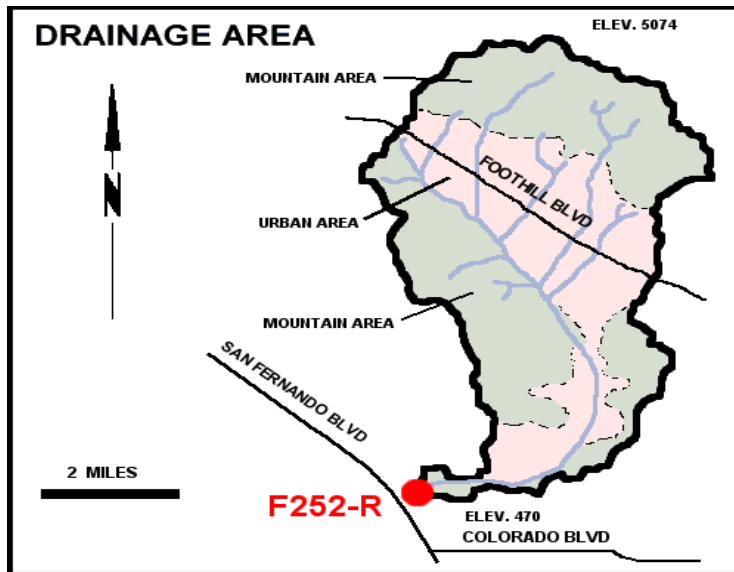 DRAINAGE AREA
ELEV. 5074
MOUNTAIN AREA
N
FOOTHILL BLVD
URBAN AREA
MOUNTAIN AREA
SAN FERNANDO BLVD
2 MILES
F252-R
ELEV. 470
COLORADO BLVD